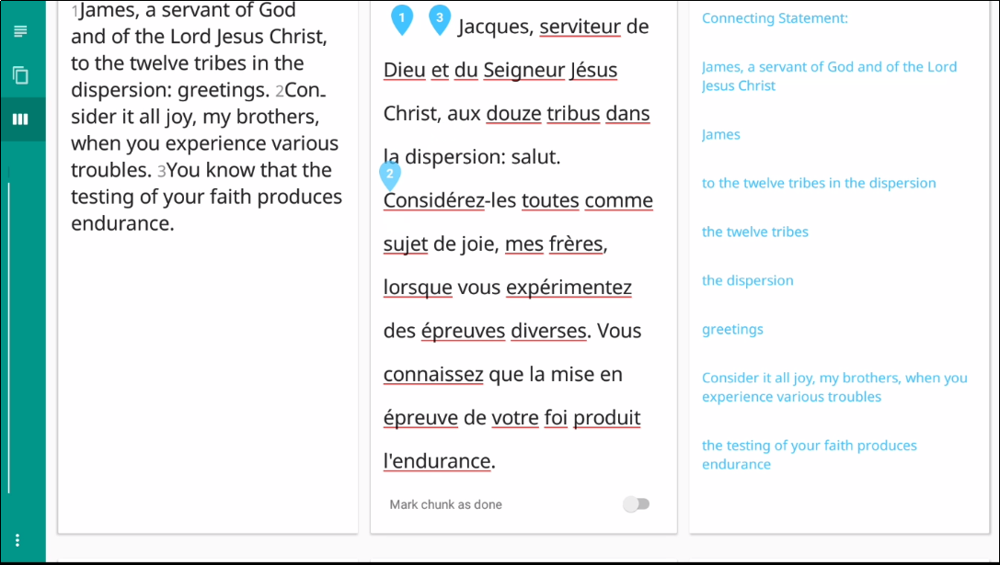 1James, a servant of God
and of the Lord Jesus Christ,
to the twelve tribes in the
dispersion: greetings. 2Con-
sider it all joy, my brothers,
when you experience various
troubles. 3You know that the
testing of your faith produces
endurance.
1 3 Jacques, serviteur de
Dieu et du Seigneur Jésus
Christ, aux douze tribus dans
la dispersion: salut.
2
Considérez-les toutes comme
sujet de joie, mes frères,
lorsque vous expérimentez
des épreuves diverses. Vous
connaissez que la mise en
épreuve de votre foi produit
l'endurance.
Mark chunk as done
Connecting Statement:
James, a servant of God and of the Lord
Jesus Christ
James
to the twelve tribes in the dispersion
the twelve tribes
the dispersion
greetings
Consider it all joy, my brothers, when you
experience various troubles
the testing of your faith produces
endurance